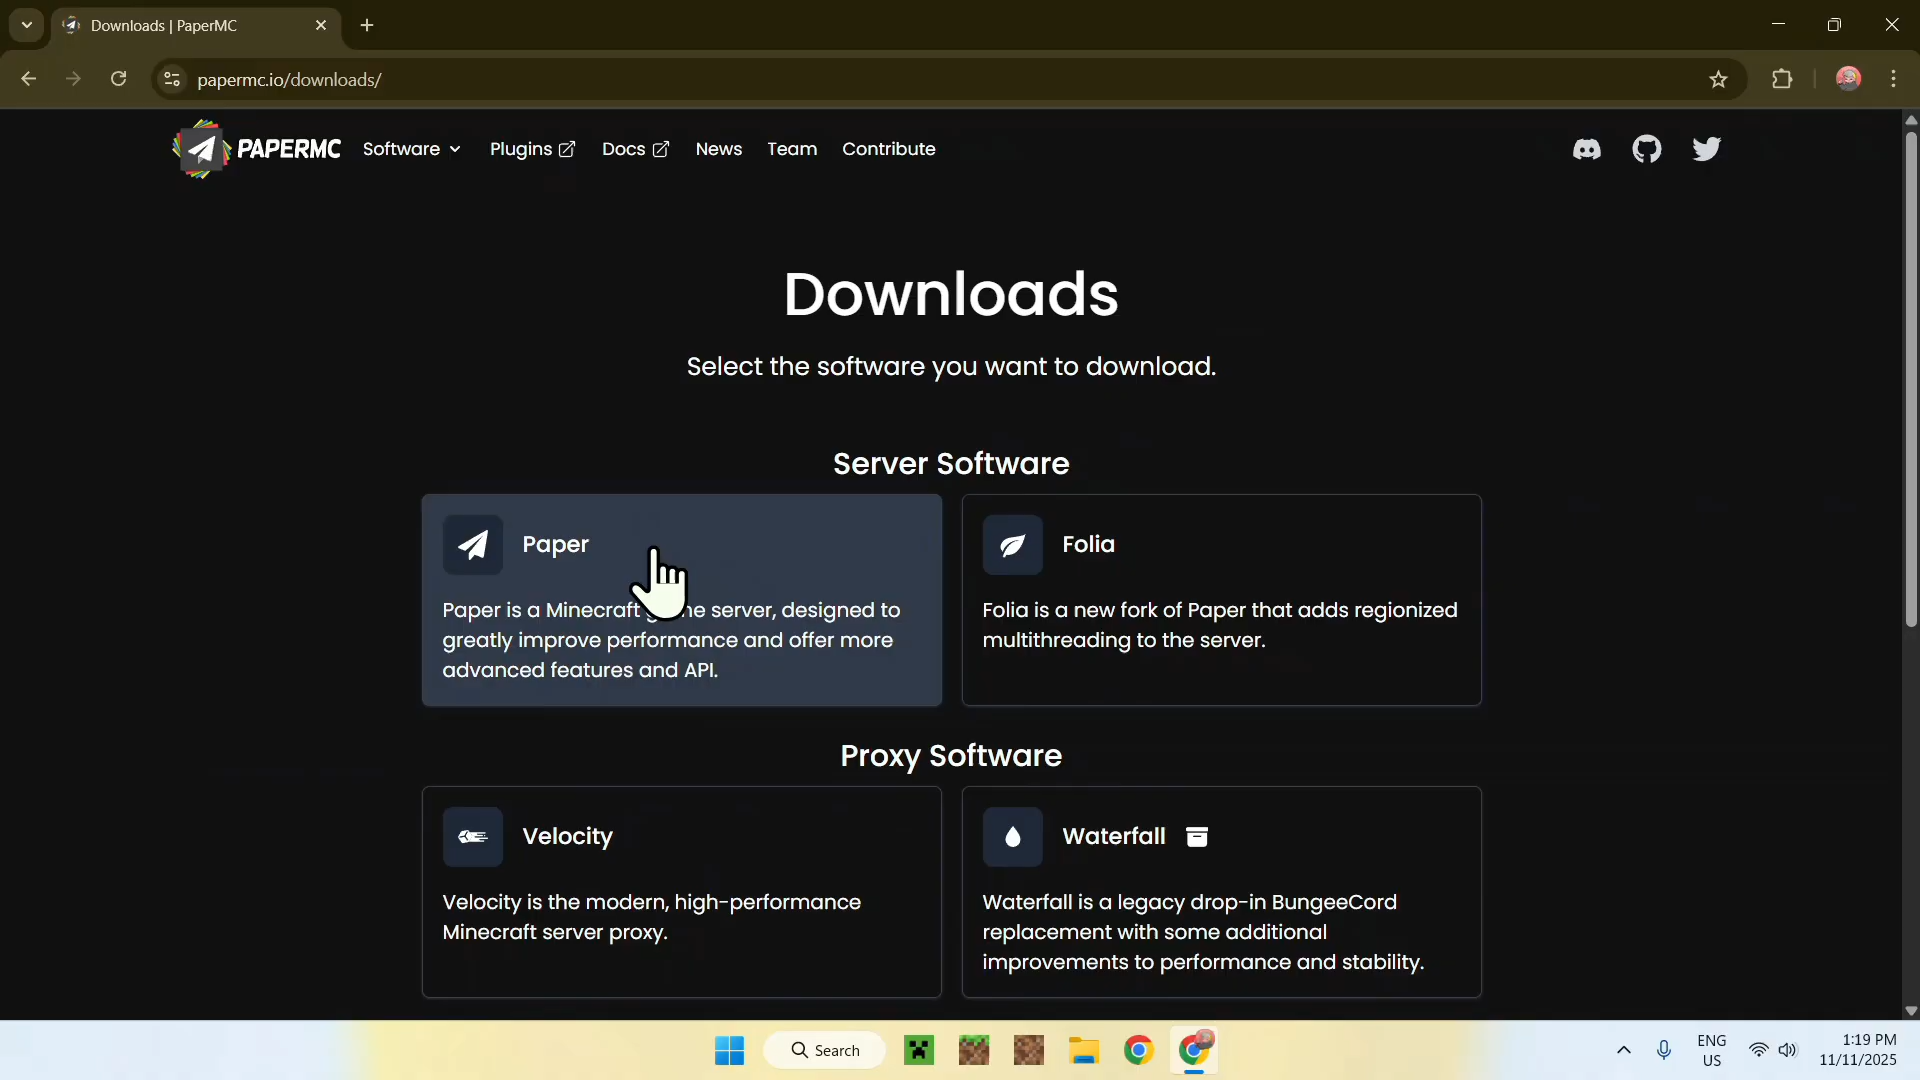 Downloads | PaperMC
papermc.io/downloads/
PAPERMC Software Plugins Docs News Team Contribute
Downloads
Select the software you want to download.
Server Software
Paper
Paper is a Minecraft server, designed to
greatly improve performance and offer more
advanced features and API.
Folia
Folia is a new fork of Paper that adds regionized
multithreading to the server.
Proxy Software
Velocity
Velocity is the modern, high-performance
Minecraft server proxy.
Waterfall
Waterfall is a legacy drop-in BungeeCord
replacement with some additional
improvements to performance and stability.
Search
ENG
US
1:19 PM
11/11/2025